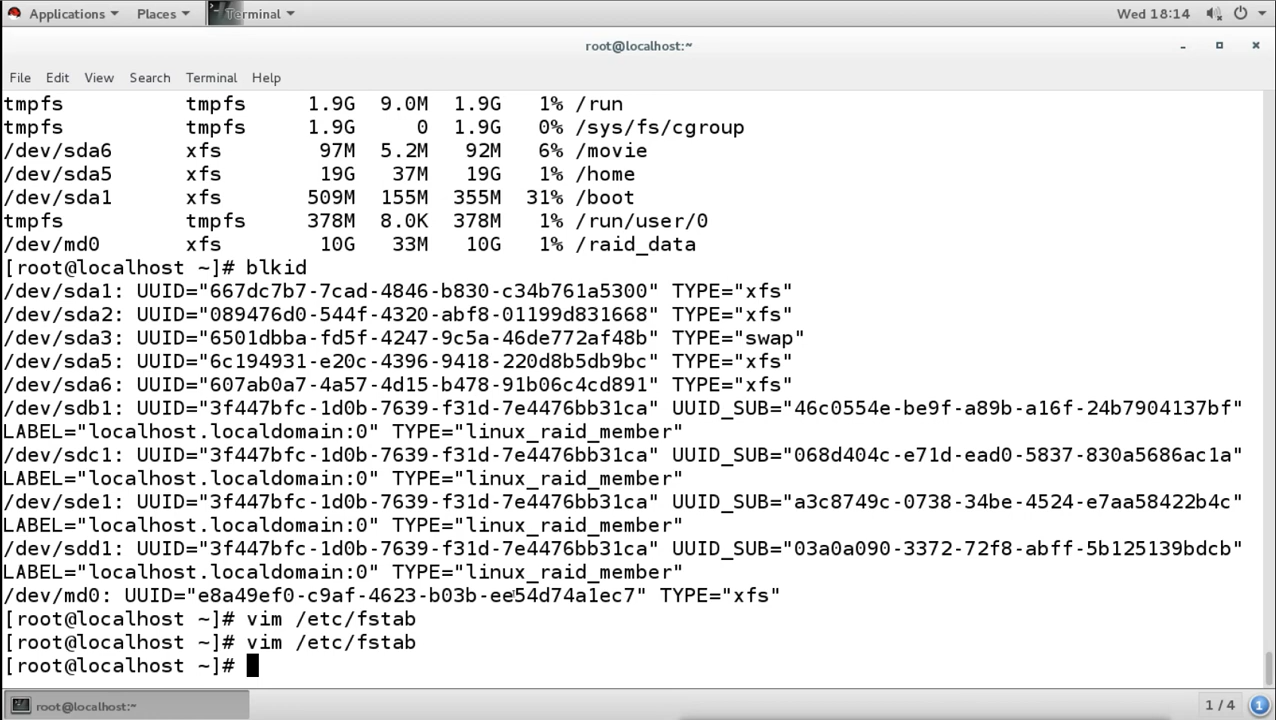 Applications Places Terminal Wed 18:14
root@localhost:~
File Edit View Search Terminal Help
tmpfs tmpfs 1.9G 9.0M 1.9G 1% /run
tmpfs tmpfs 1.9G 0 1.9G 0% /sys/fs/cgroup
/dev/sda6 xfs 97M 5.2M 92M 6% /movie
/dev/sda5 xfs 19G 37M 19G 1% /home
/dev/sda1 xfs 509M 155M 355M 31% /boot
tmpfs tmpfs 378M 8.0K 378M 1% /run/user/0
/dev/md0 xfs 10G 33M 10G 1% /raid_data
[root@localhost ~]# blkid
/dev/sda1: UUID="667dc7b7-7cad-4846-b830-c34b761a5300" TYPE="xfs"
/dev/sda2: UUID="089476d0-544f-4320-abf8-01199d831668" TYPE="xfs"
/dev/sda3: UUID="6501dbba-fd5f-4247-9c5a-46de772af48b" TYPE="swap"
/dev/sda5: UUID="6c194931-e20c-4396-9418-220d8b5db9bc" TYPE="xfs"
/dev/sda6: UUID="607ab0a7-4a57-4d15-b478-91b06c4cd891" TYPE="xfs"
/dev/sdb1: UUID="3f447bfc-1d0b-7639-f31d-7e4476bb31ca" UUID_SUB="46c0554e-be9f-a89b-a16f-24b7904137bf"
LABEL="localhost.localdomain:0" TYPE="linux_raid_member"
/dev/sdc1: UUID="3f447bfc-1d0b-7639-f31d-7e4476bb31ca" UUID_SUB="068d404c-e71d-ead0-5837-830a5686ac1a"
LABEL="localhost.localdomain:0" TYPE="linux_raid_member"
/dev/sde1: UUID="3f447bfc-1d0b-7639-f31d-7e4476bb31ca" UUID_SUB="a3c8749c-0738-34be-4524-e7aa58422b4c"
LABEL="localhost.localdomain:0" TYPE="linux_raid_member"
/dev/sdd1: UUID="3f447bfc-1d0b-7639-f31d-7e4476bb31ca" UUID_SUB="03a0a090-3372-72f8-abff-5b125139bdcb"
LABEL="localhost.localdomain:0" TYPE="linux_raid_member"
/dev/md0: UUID="e8a49ef0-c9af-4623-b03b-ee54d74a1ec7" TYPE="xfs"
[root@localhost ~]# vim /etc/fstab
[root@localhost ~]# vim /etc/fstab
[root@localhost ~]#
root@localhost:~ 1 / 4 1